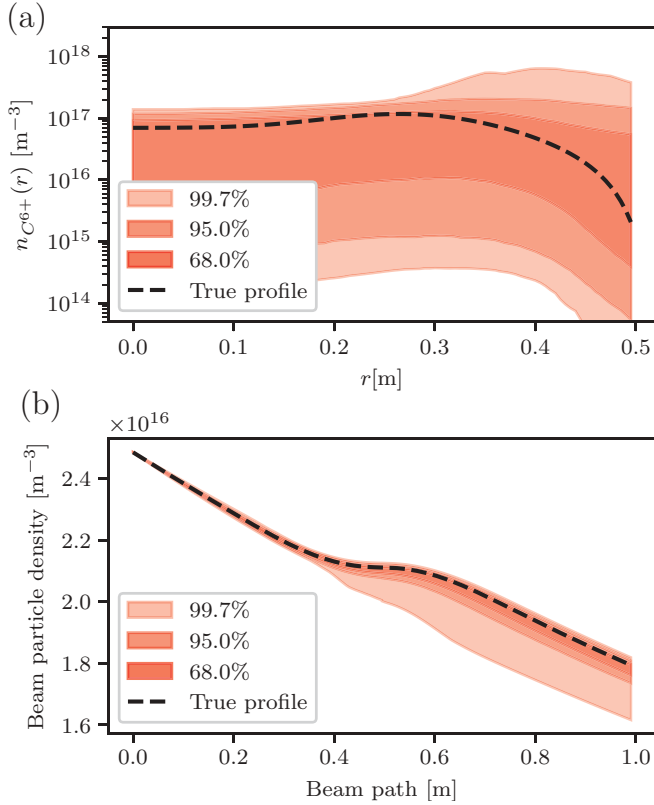 (a)
10^18
10^17
10^16
10^15
10^14
n_{C^{6+}}(r) [m^{-3}]
99.7%
95.0%
68.0%
True profile
0.0 0.1 0.2 0.3 0.4 0.5
r[m]
(b)
×10^16
2.4
2.2
2.0
1.8
1.6
Beam particle density [m^{-3}]
99.7%
95.0%
68.0%
True profile
0.0 0.2 0.4 0.6 0.8 1.0
Beam path [m]